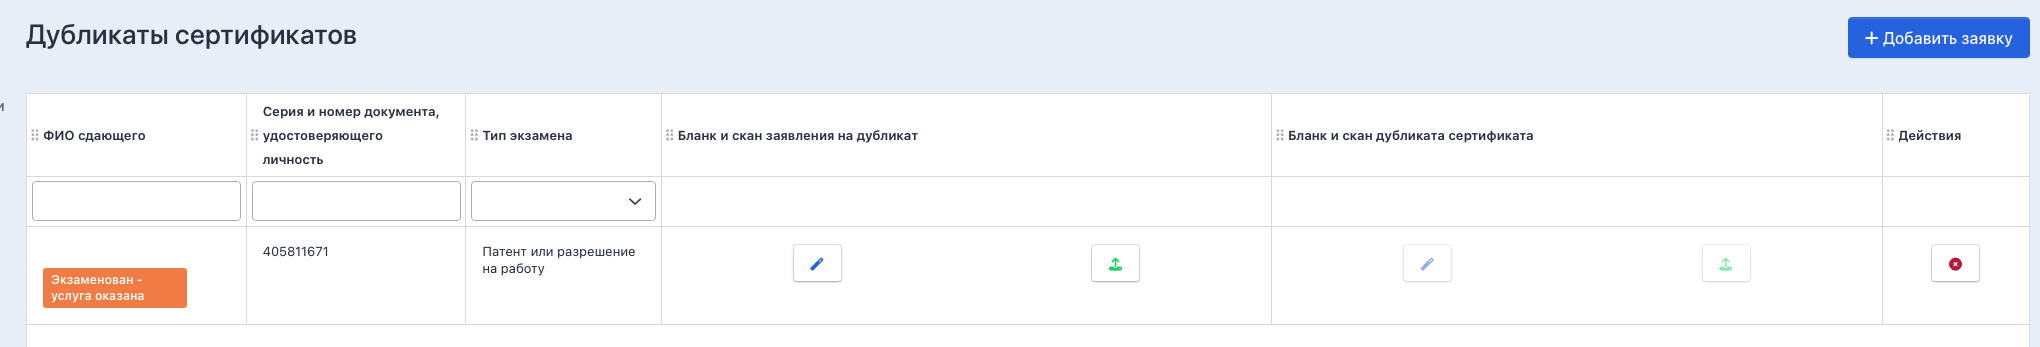 Дубликаты сертификатов
+ Добавить заявку
и
ФИО сдающего
Серия и номер документа,
удостоверяющего
личность
Тип экзамена
Бланк и скан заявления на дубликат
Бланк и скан дубликата сертификата
Действия
Экзаменован -
услуга оказана
405811671
Патент или разрешение
на работу